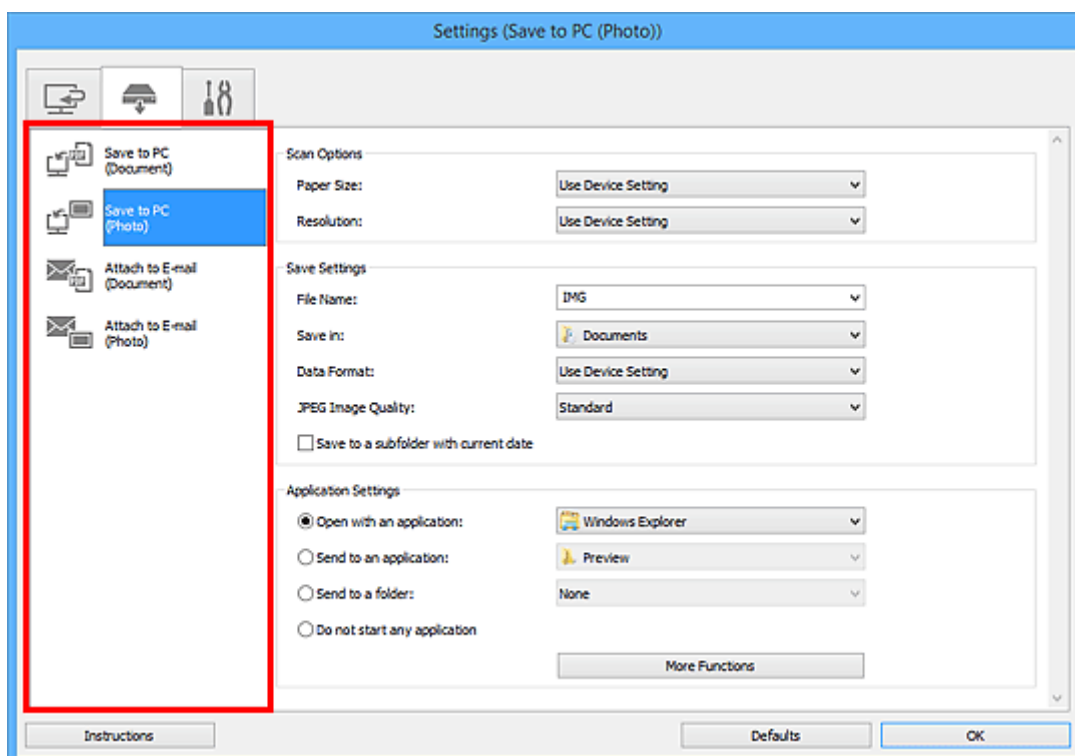 Settings (Save to PC (Photo))
Save to PC
(Document)
Save to PC
(Photo)
Attach to E-mail
(Document)
Attach to E-mail
(Photo)
Scan Options
Paper Size: Use Device Setting
Resolution: Use Device Setting
Save Settings
File Name: IMG
Save in: Documents
Data Format: Use Device Setting
JPEG Image Quality: Standard
Save to a subfolder with current date
Application Settings
Open with an application: Windows Explorer
Send to an application: Preview
Send to a folder: None
Do not start any application
More Functions
Instructions Defaults OK